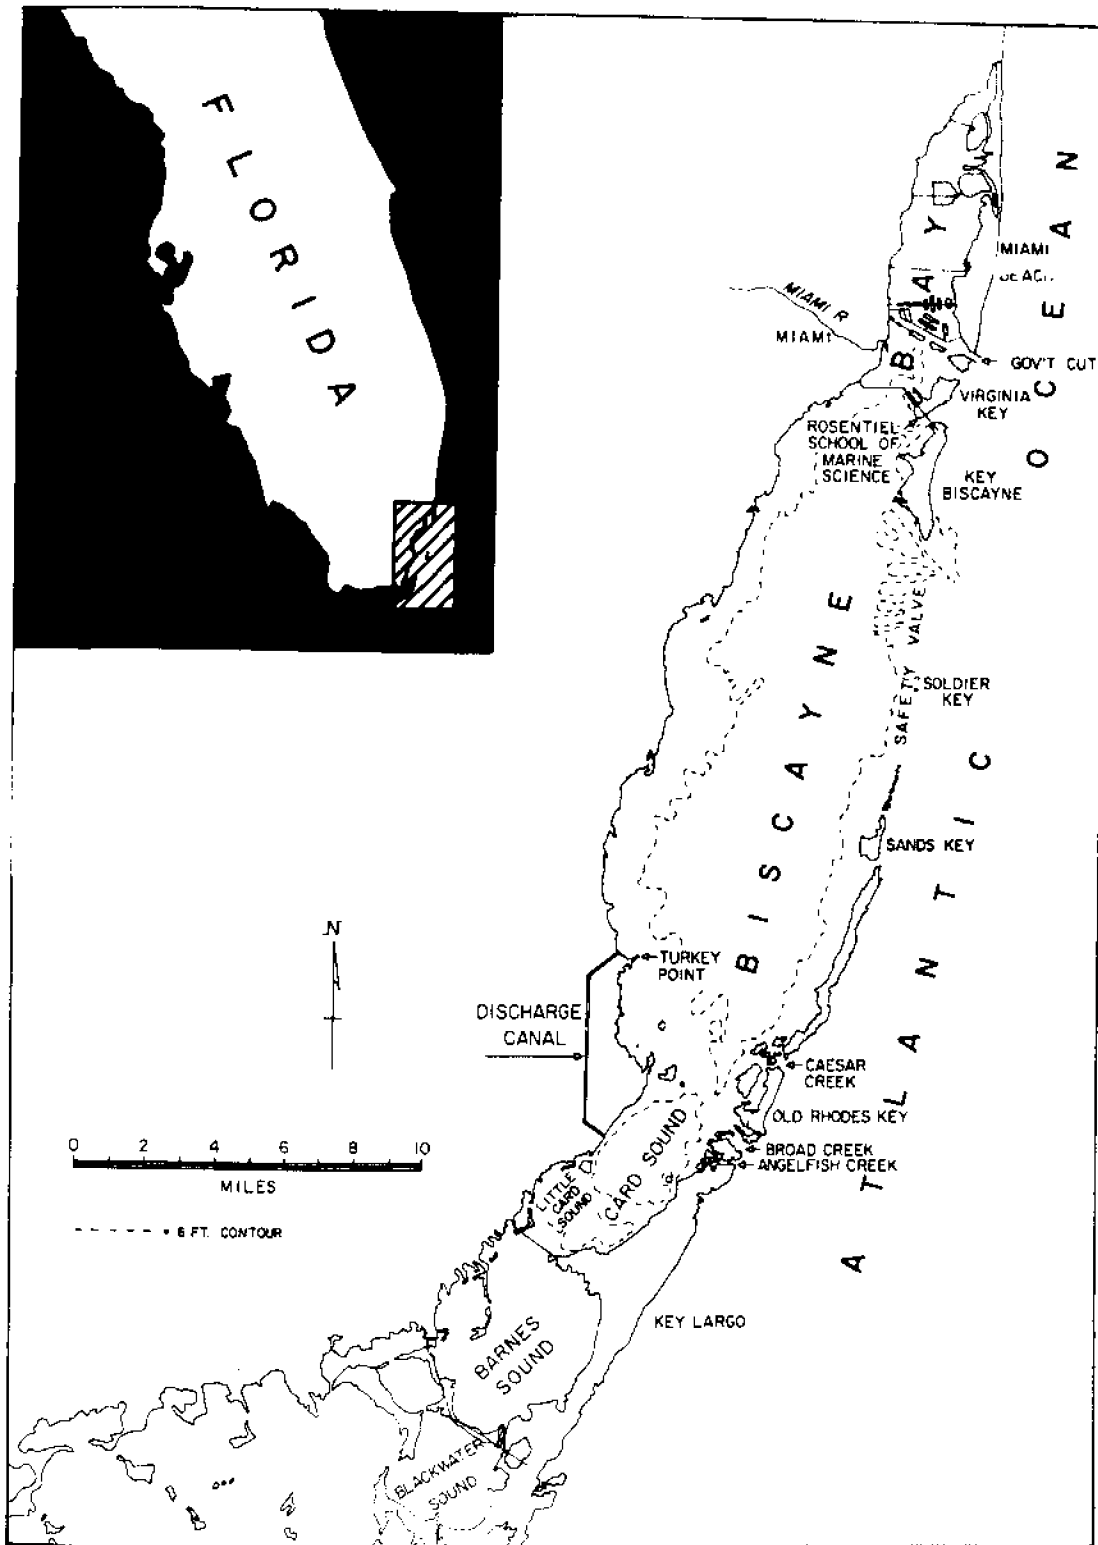 FLORIDA
ATLANTIC OCEAN
BISCAYNE BAY
MIAMI
BEACH
MIAMI R
MIAMI
GOV'T CUT
VIRGINIA
KEY
ROSENTIEL
SCHOOL OF
MARINE
SCIENCE
KEY
BISCAYNE
SAFETY VALVE
SOLDIER
KEY
SANDS KEY
N
TURKEY
POINT
DISCHARGE
CANAL
CAESAR
CREEK
OLD RHODES KEY
BROAD CREEK
ANGELFISH CREEK
CARD SOUND
LITTLE
CARD
SOUND
0 2 4 6 8 10
MILES
6 FT. CONTOUR
KEY LARGO
BARNES
SOUND
BLACKWATER
SOUND